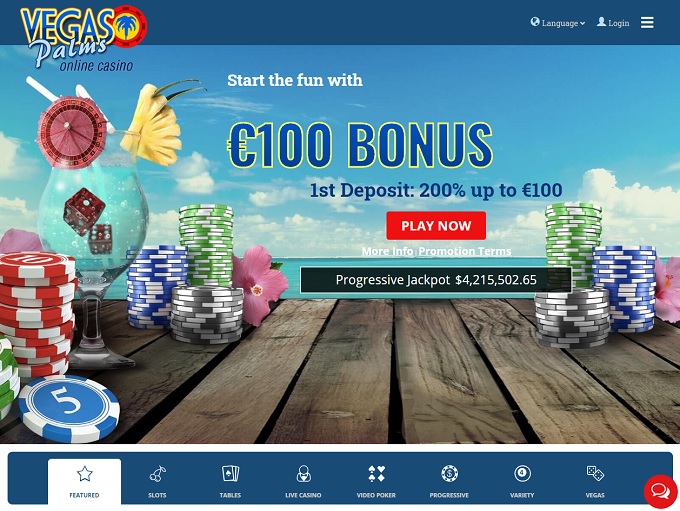 VEGAS
Palms
online casino
Language
Login
Start the fun with
€100 BONUS
1st Deposit: 200% up to €100
PLAY NOW
More Info Promotion Terms
Progressive Jackpot $4,215,502.65
10
5
FEATURED
SLOTS
TABLES
LIVE CASINO
VIDEO POKER
PROGRESSIVE
VARIETY
VEGAS